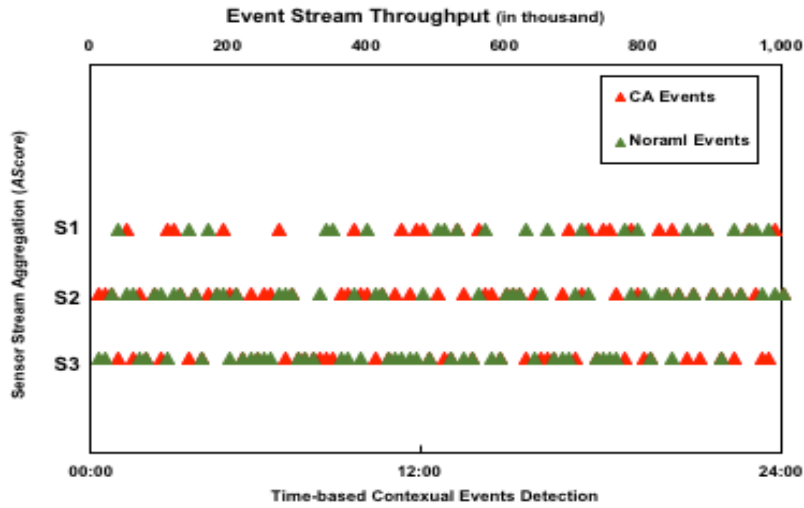 Event Stream Throughput (in thousand)
0 200 400 600 800 1,000
CA Events
Noraml Events
Sensor Stream Aggregation (AScore)
S1
S2
S3
00:00 12:00 24:00
Time-based Contexual Events Detection